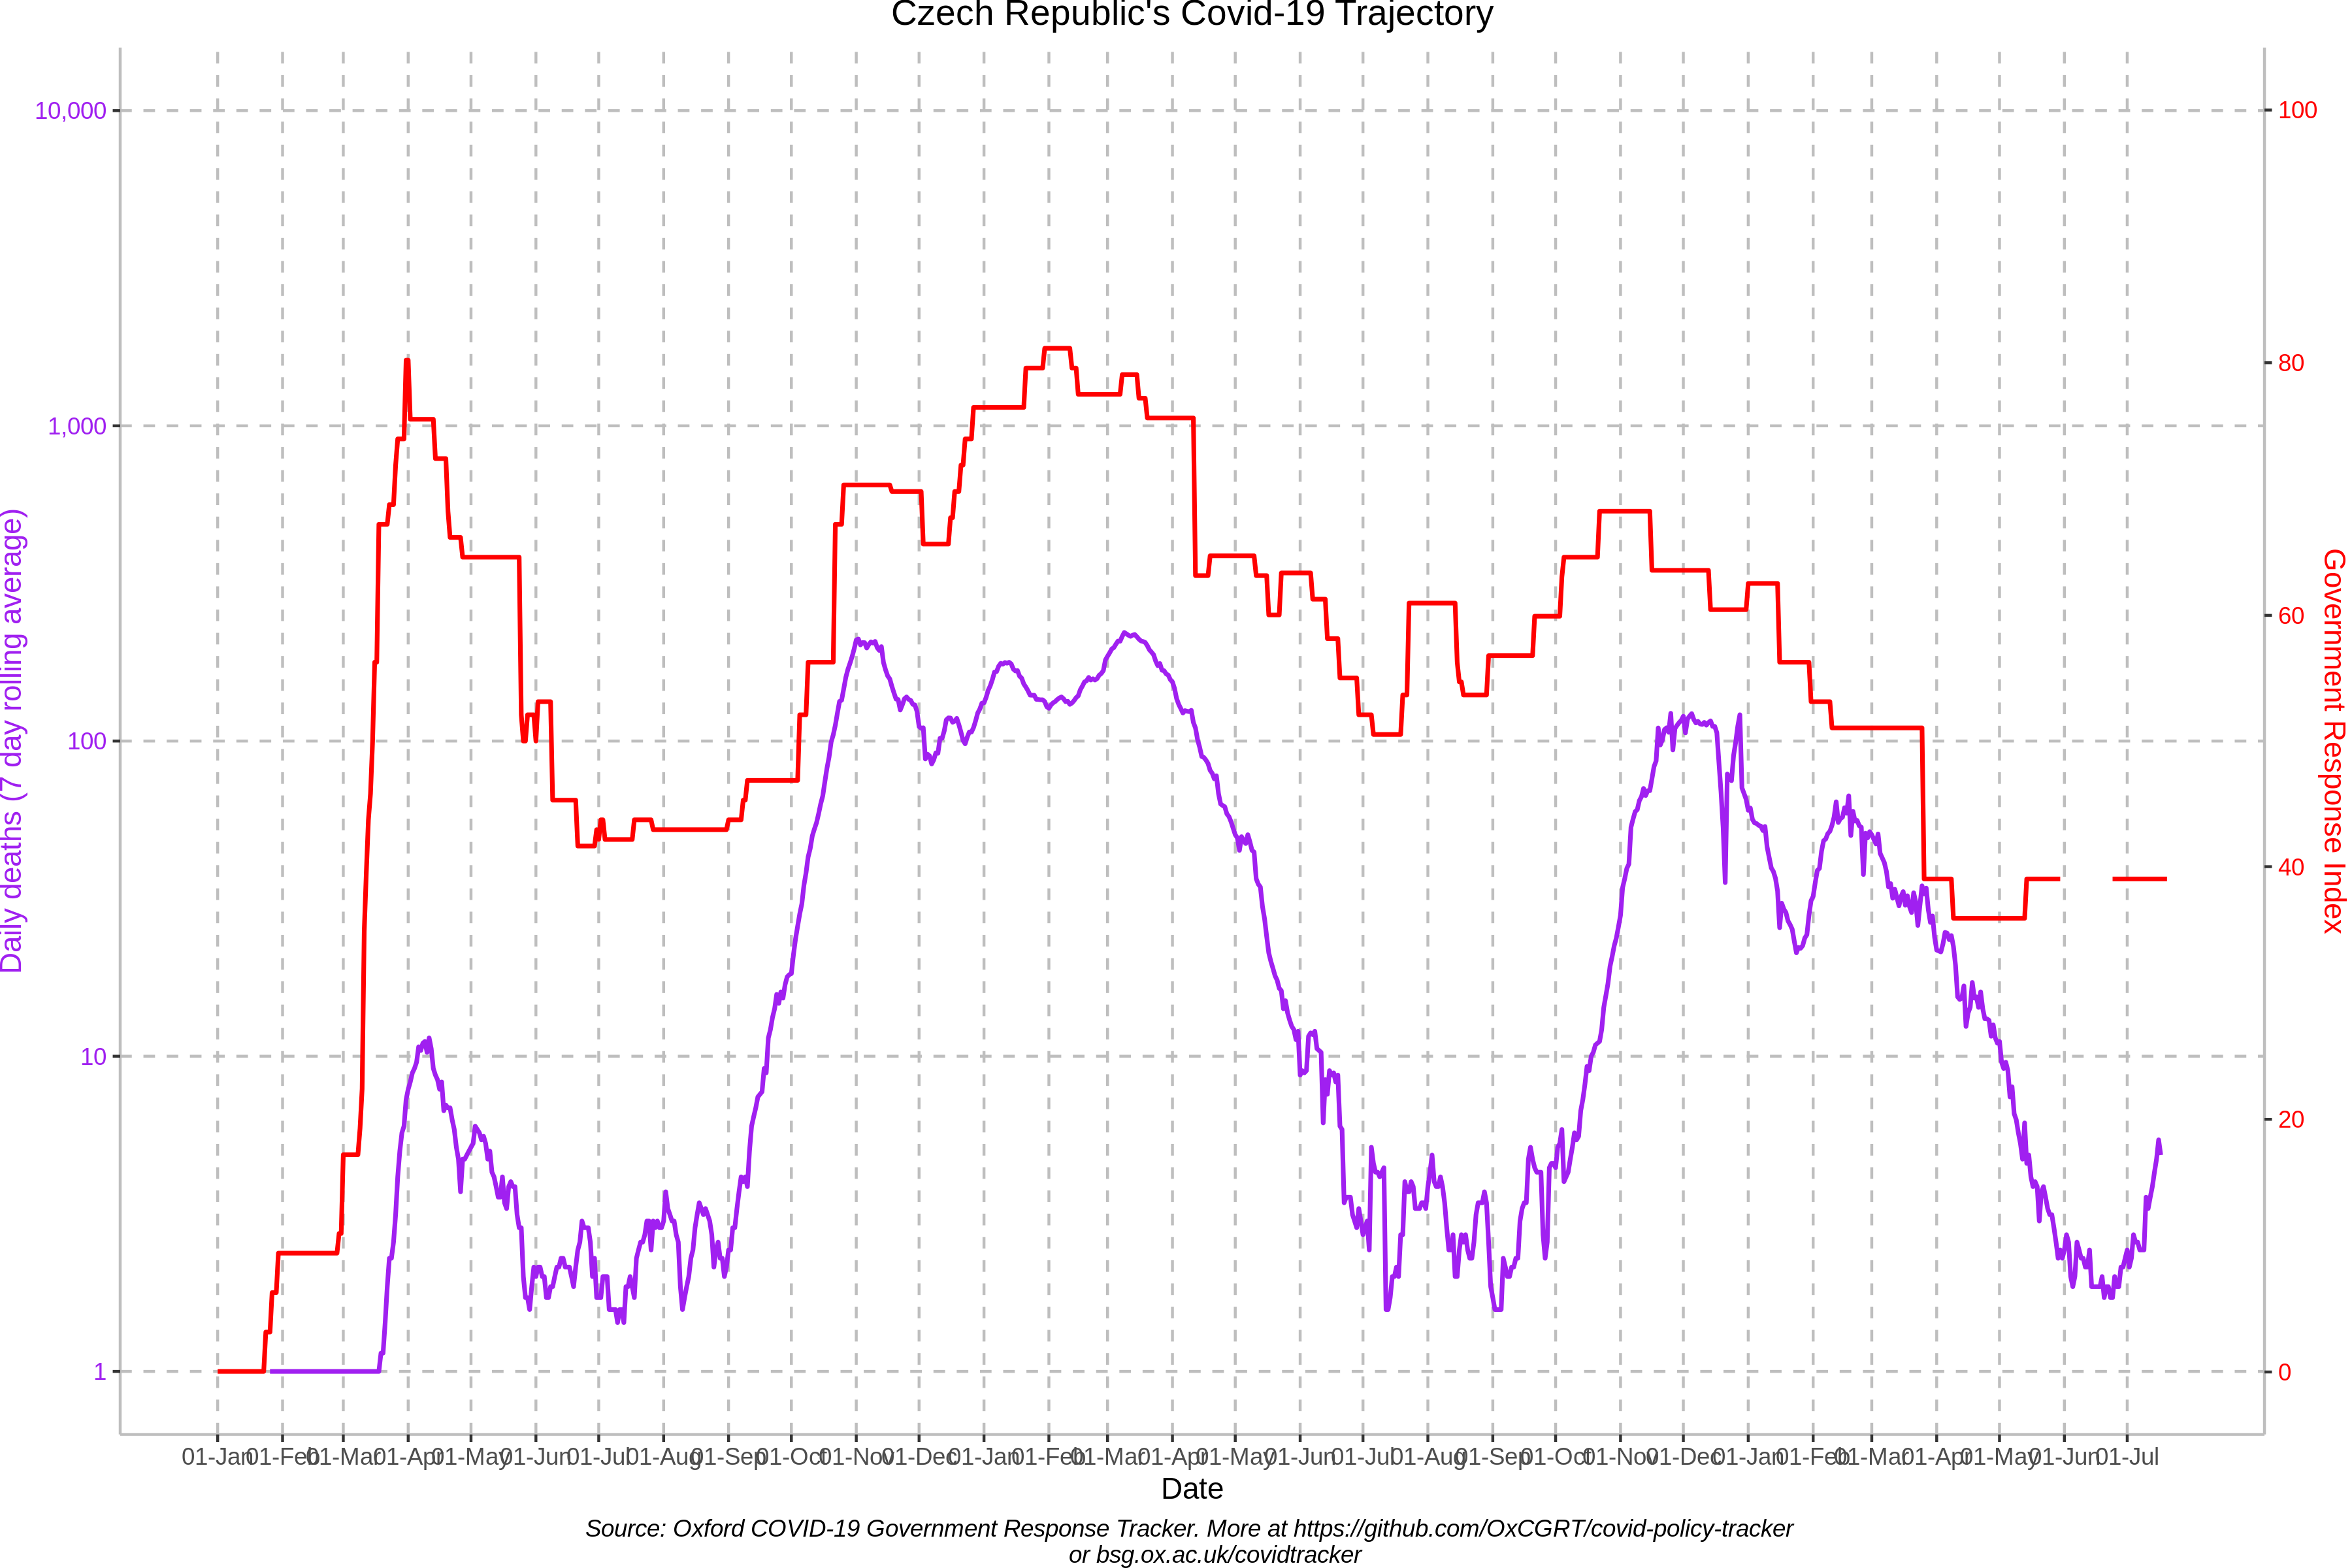 Czech Republic's Covid-19 Trajectory
10,000
1,000
100
10
1
Daily deaths (7 day rolling average)
100
80
60
40
20
0
Government Response Index
01-Jan 01-Feb 01-Mar 01-Apr 01-May 01-Jun 01-Jul 01-Aug 01-Sep 01-Oct 01-Nov 01-Dec 01-Jan 01-Feb 01-Mar 01-Apr 01-May 01-Jun 01-Jul 01-Aug 01-Sep 01-Oct 01-Nov 01-Dec 01-Jan 01-Feb 01-Mar 01-Apr 01-May 01-Jun 01-Jul
Date
Source: Oxford COVID-19 Government Response Tracker. More at https://github.com/OxCGRT/covid-policy-tracker
or bsg.ox.ac.uk/covidtracker